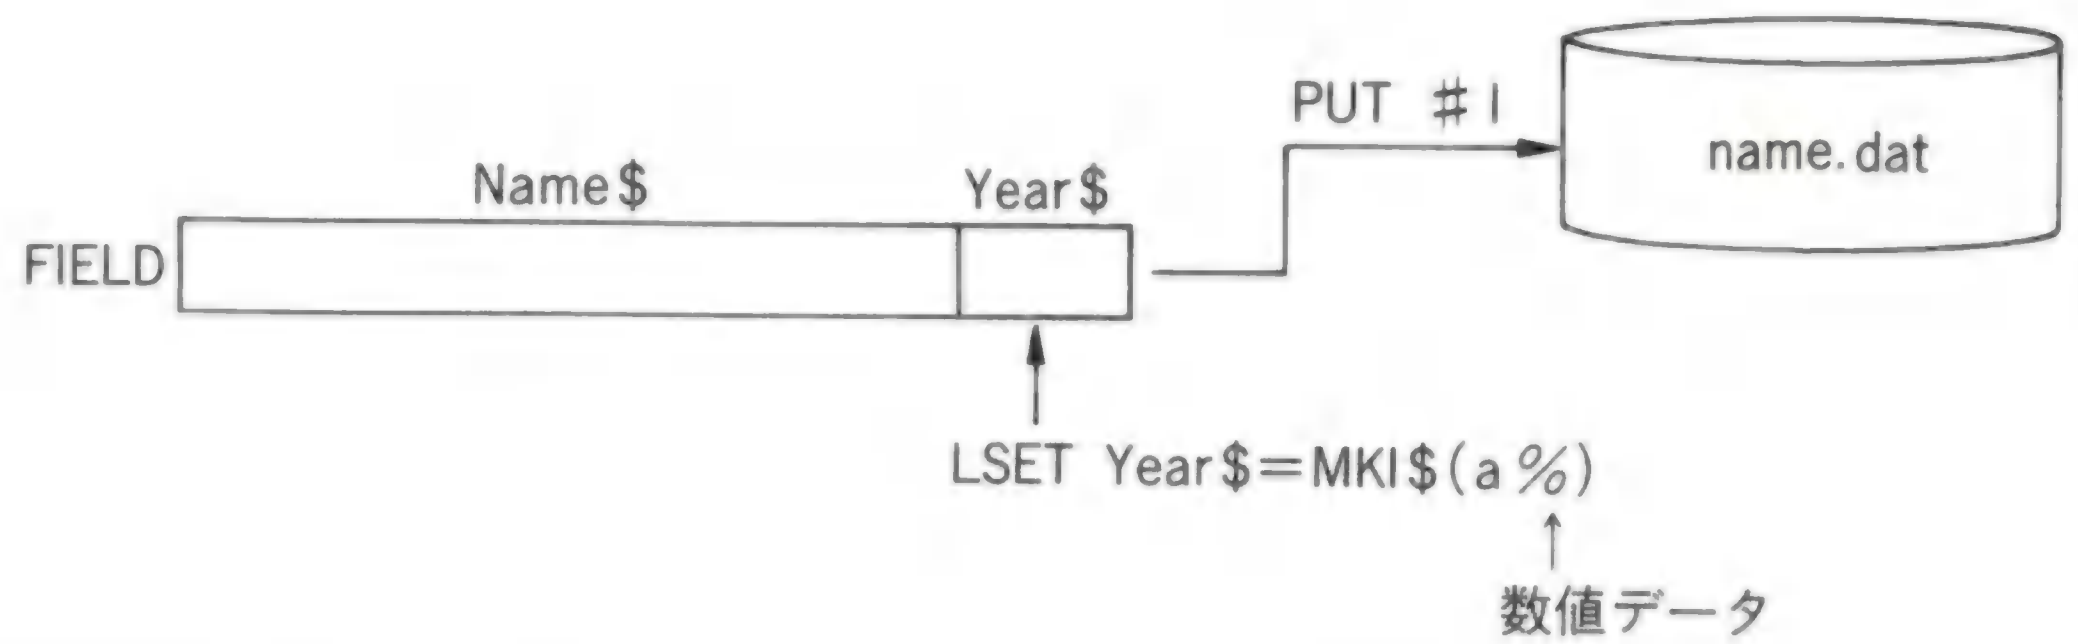 PUT #1
name.dat
Name$ Year$
FIELD
LSET Year$=MKI$(a%)
↑
数値データ